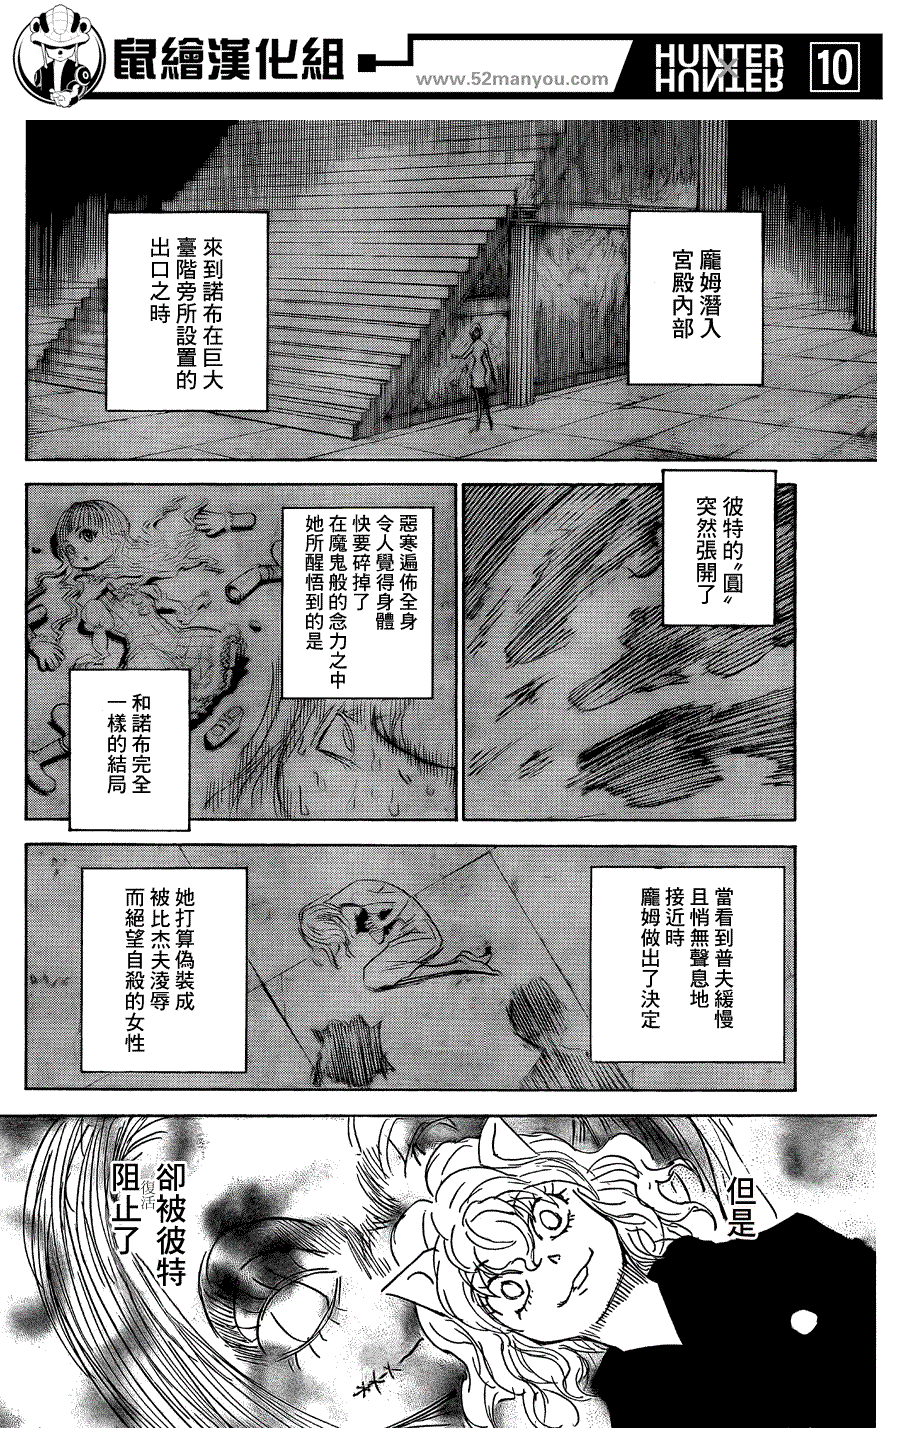 鼠繪漢化組
www.52manyou.com
HUNTER
×
HUNTER
10
龐姆潛入
宮殿內部
來到諾布在巨大
臺階旁所設置的
出口之時
彼特的〝圓〞
突然張開了
惡寒遍佈全身
令人覺得身體
快要碎掉了
在魔鬼般的念力之中
她所醒悟到的是
和諾布完全
一樣的結局
當看到普夫緩慢
且悄無聲息地
接近時
龐姆做出了決定
她打算偽裝成
被比杰夫淩辱
而絕望自殺的女性
但是
卻被彼特
復活
阻止了